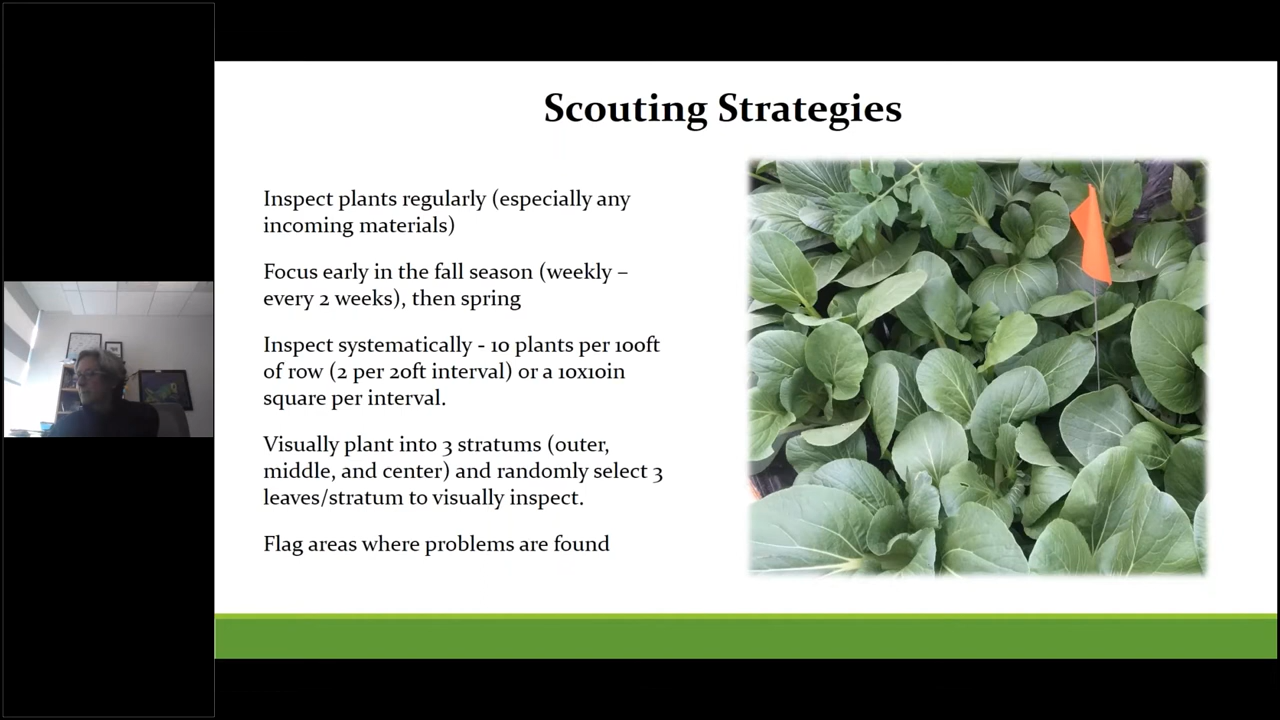 Scouting Strategies
Inspect plants regularly (especially any
incoming materials)
Focus early in the fall season (weekly –
every 2 weeks), then spring
Inspect systematically - 10 plants per 100ft
of row (2 per 20ft interval) or a 10x10in
square per interval.
Visually plant into 3 stratums (outer,
middle, and center) and randomly select 3
leaves/stratum to visually inspect.
Flag areas where problems are found